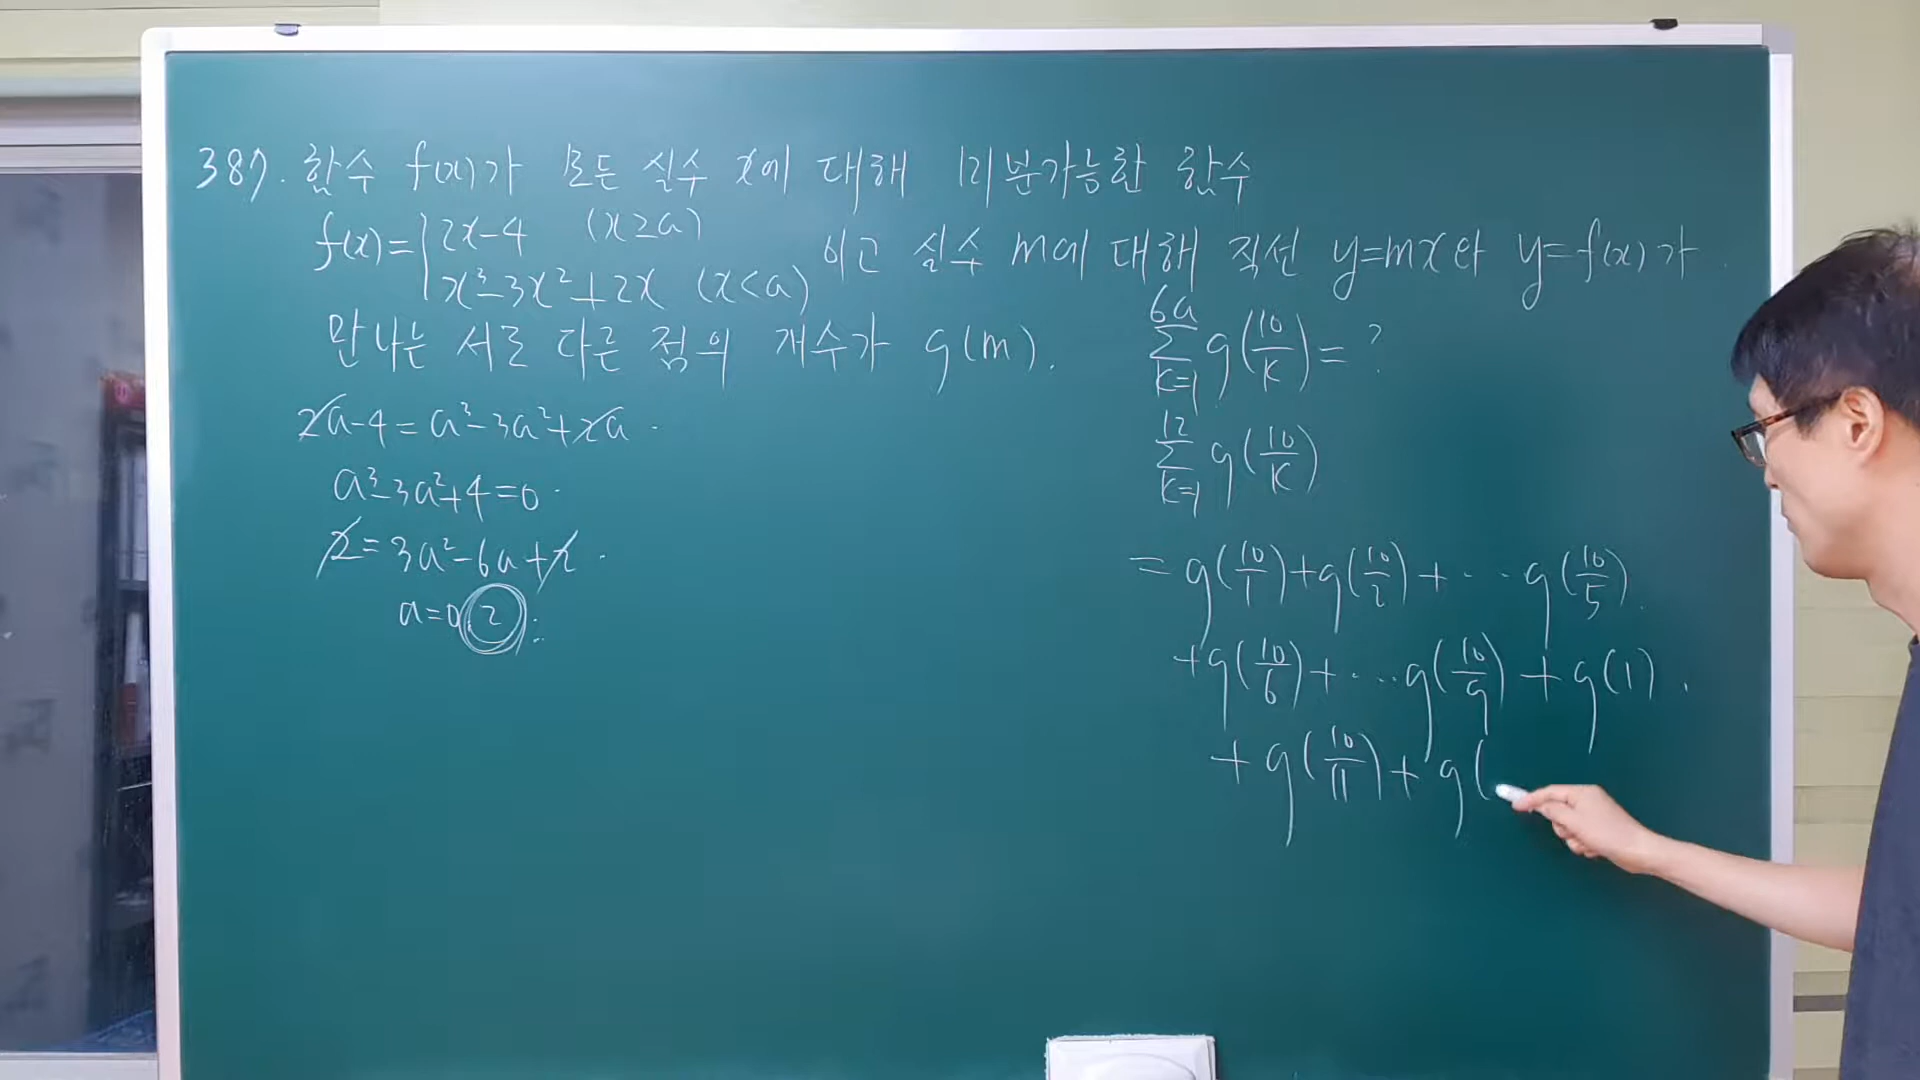 387. 함수 f(x)가 모든 실수 x에 대해 미분가능한 함수
f(x)={ 2x-4 (x≥a)
x³-3x²+2x (x<a) 이고 실수 m에 대해 직선 y=mx와 y=f(x)가
만나는 서로 다른 점의 개수가 g(m). \sum_{k=1}^{6a} g(10/k)=?
2a-4=a³-3a²+2a.
a³-3a²+4=0.
2=3a²-6a+2.
a=0, 2
\sum_{k=1}^{12} g(10/k)
=g(10/1)+g(10/2)+··g(10/5).
+g(10/6)+···g(10/9)+g(1).
+g(10/11)+g(